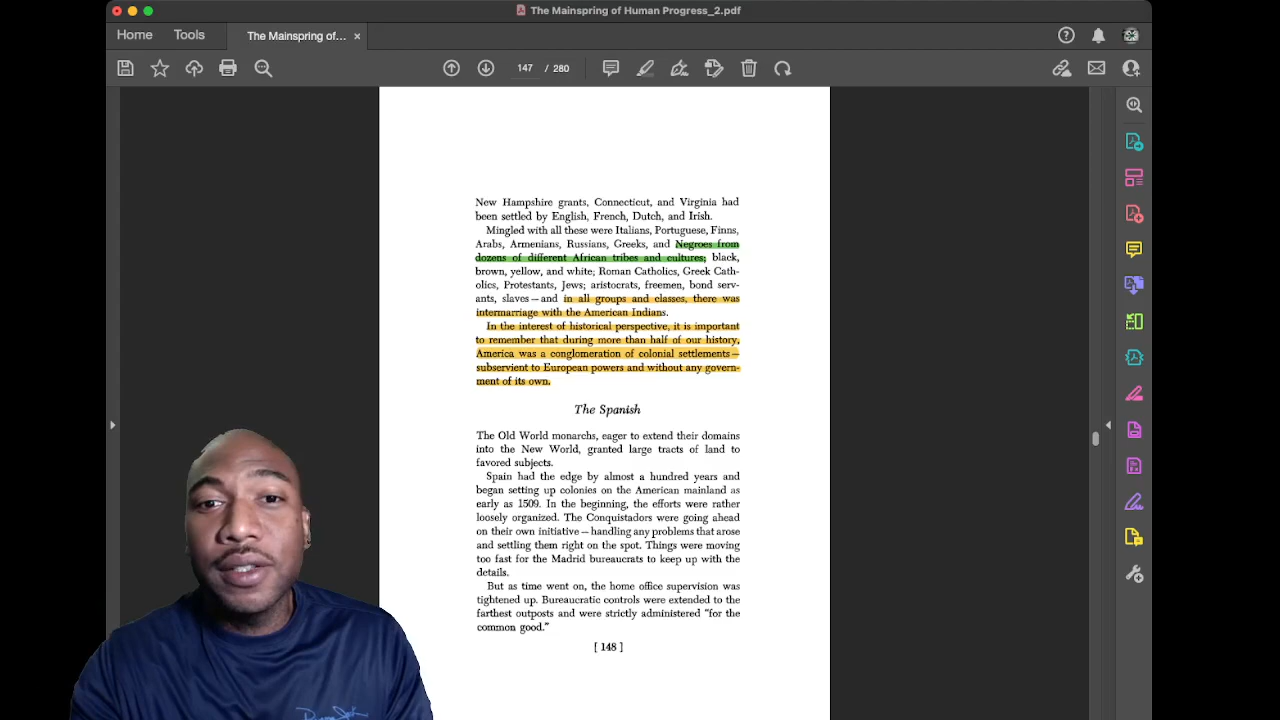 The Mainspring of Human Progress_2.pdf
Home Tools The Mainspring of... ×
147 / 280
New Hampshire grants, Connecticut, and Virginia had
been settled by English, French, Dutch, and Irish.
Mingled with all these were Italians, Portuguese, Finns,
Arabs, Armenians, Russians, Greeks, and Negroes from
dozens of different African tribes and cultures; black,
brown, yellow, and white; Roman Catholics, Greek Cath-
olics, Protestants, Jews; aristocrats, freemen, bond serv-
ants, slaves—and in all groups and classes, there was
intermarriage with the American Indians.
In the interest of historical perspective, it is important
to remember that during more than half of our history,
America was a conglomeration of colonial settlements—
subservient to European powers and without any govern-
ment of its own.
The Spanish
The Old World monarchs, eager to extend their domains
into the New World, granted large tracts of land to
favored subjects.
Spain had the edge by almost a hundred years and
began setting up colonies on the American mainland as
early as 1509. In the beginning, the efforts were rather
loosely organized. The Conquistadors were going ahead
on their own initiative—handling any problems that arose
and settling them right on the spot. Things were moving
too fast for the Madrid bureaucrats to keep up with the
details.
But as time went on, the home office supervision was
tightened up. Bureaucratic controls were extended to the
farthest outposts and were strictly administered "for the
common good."
[ 148 ]